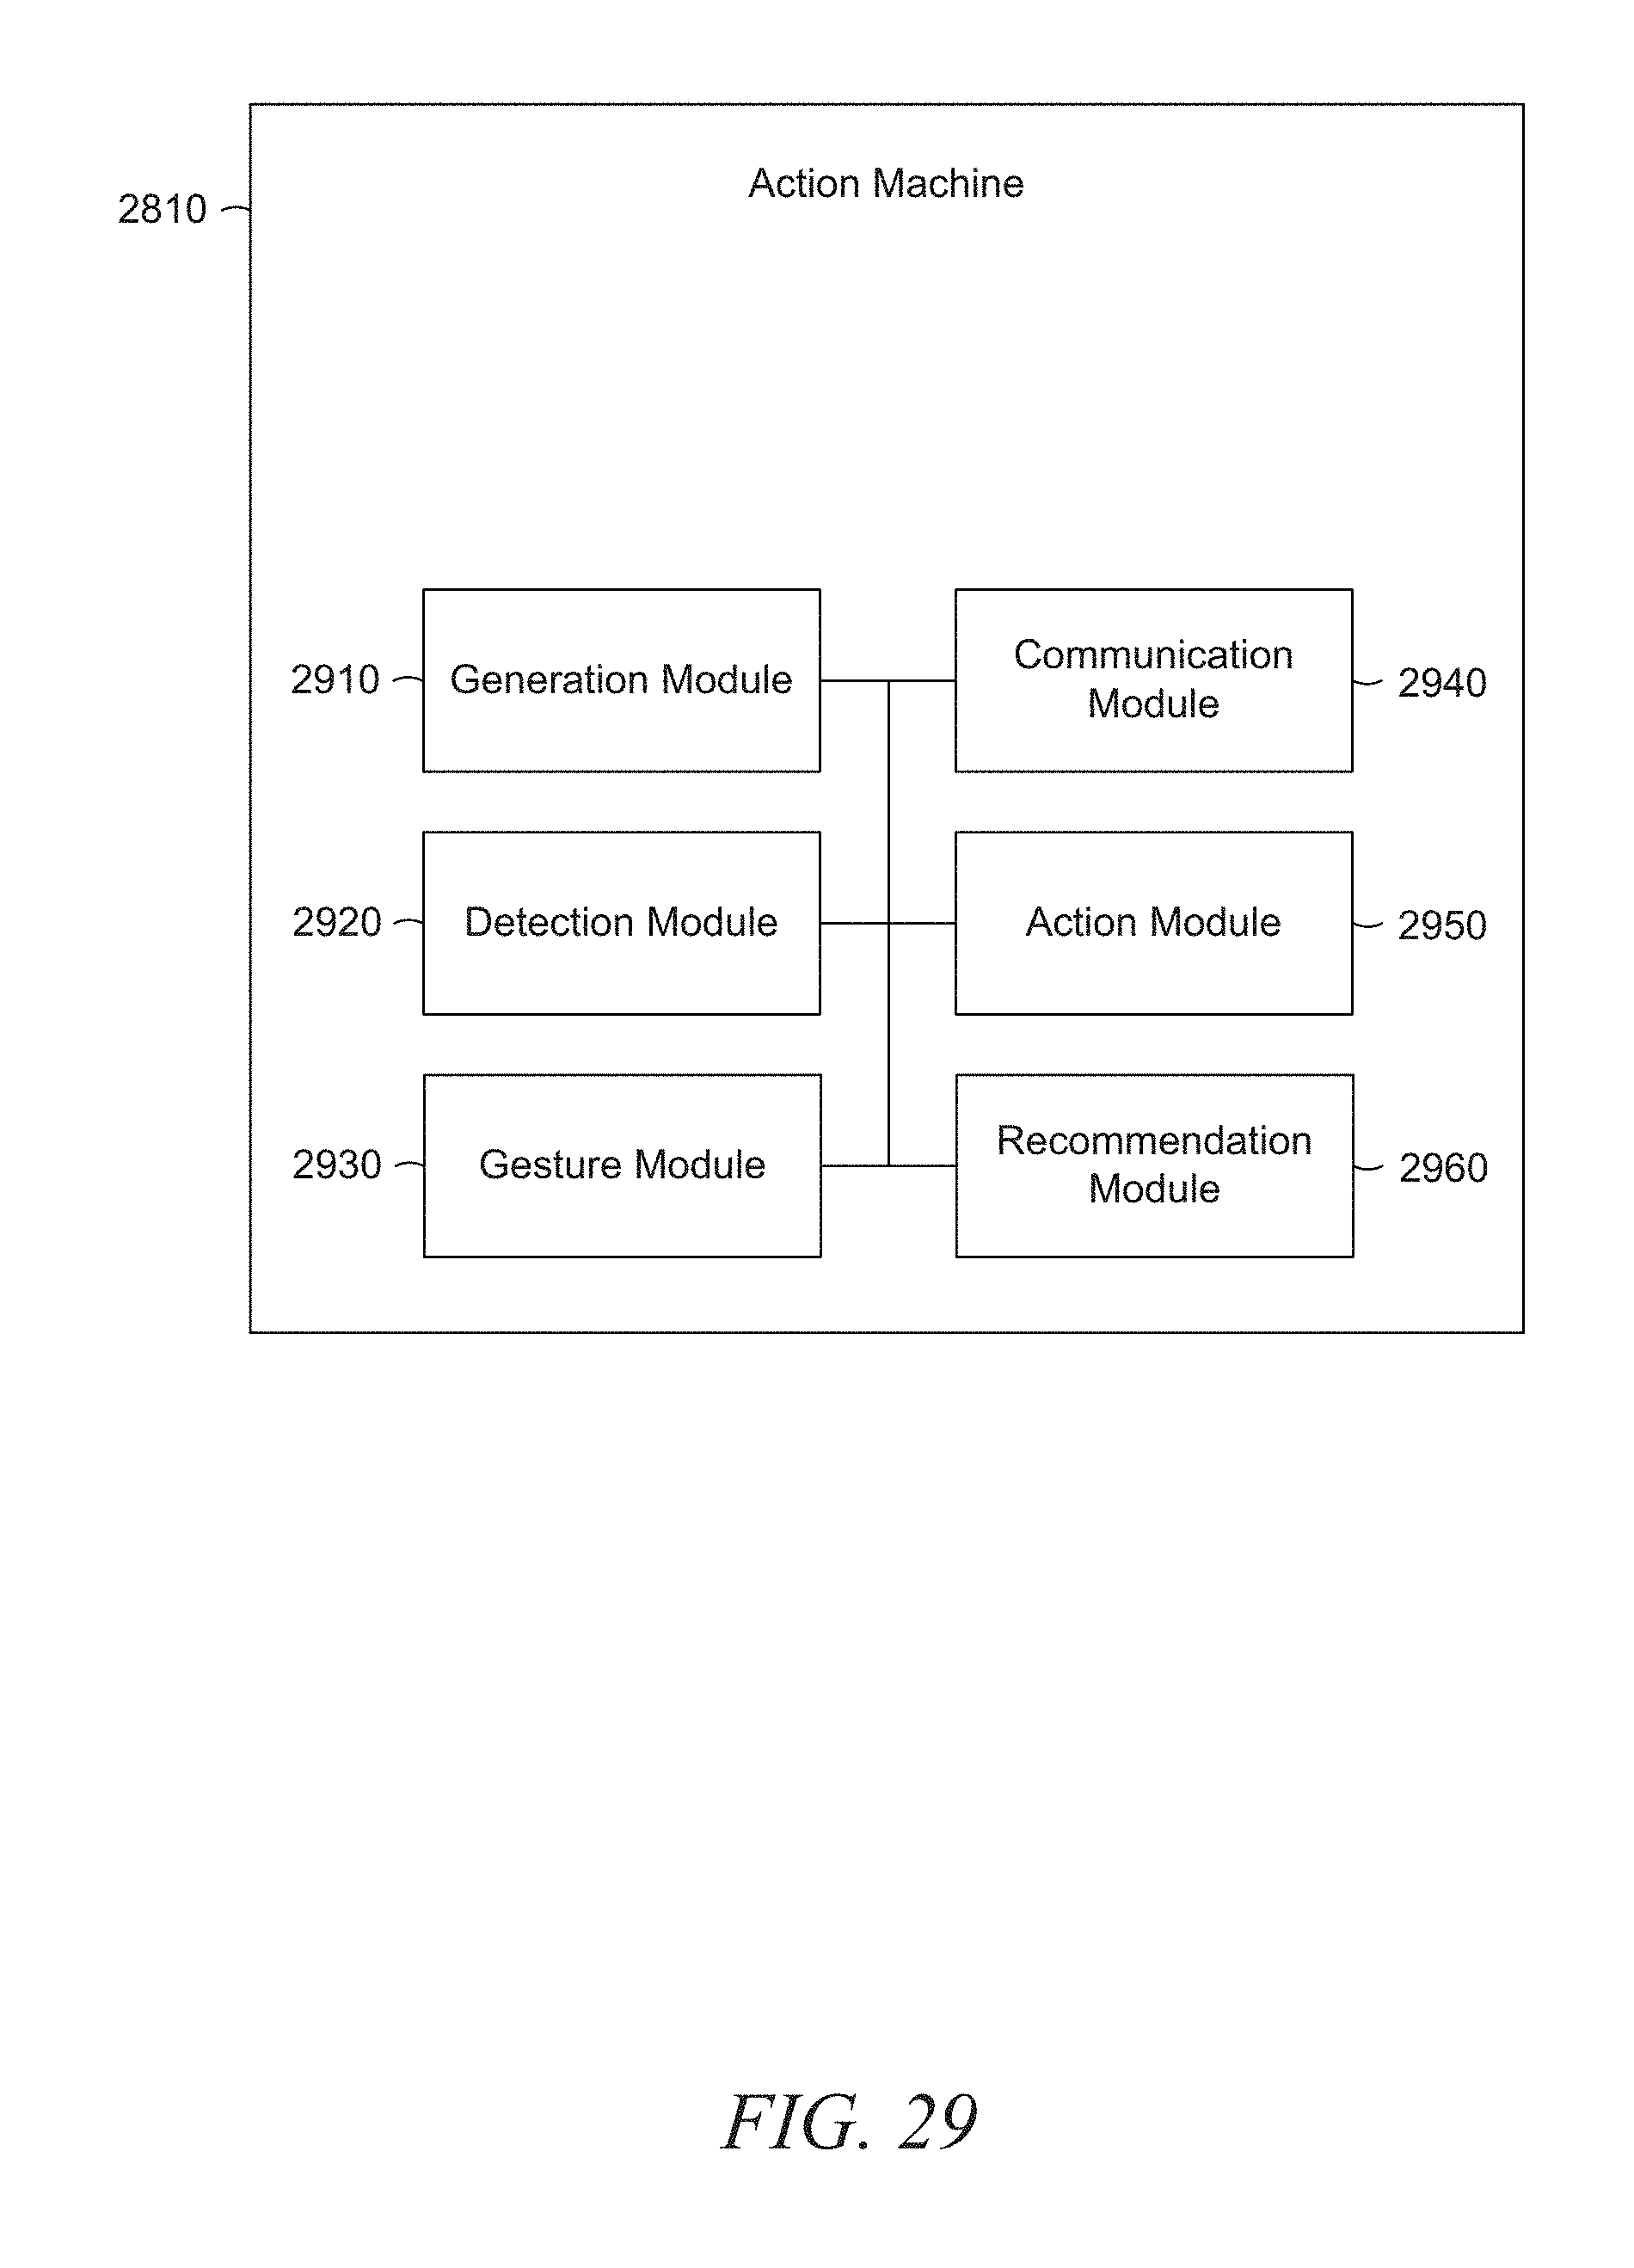 Action Machine
2810
2910
Generation Module
Communication
Module
2940
2920
Detection Module
Action Module
2950
2930
Gesture Module
Recommendation
Module
2960
FIG. 29